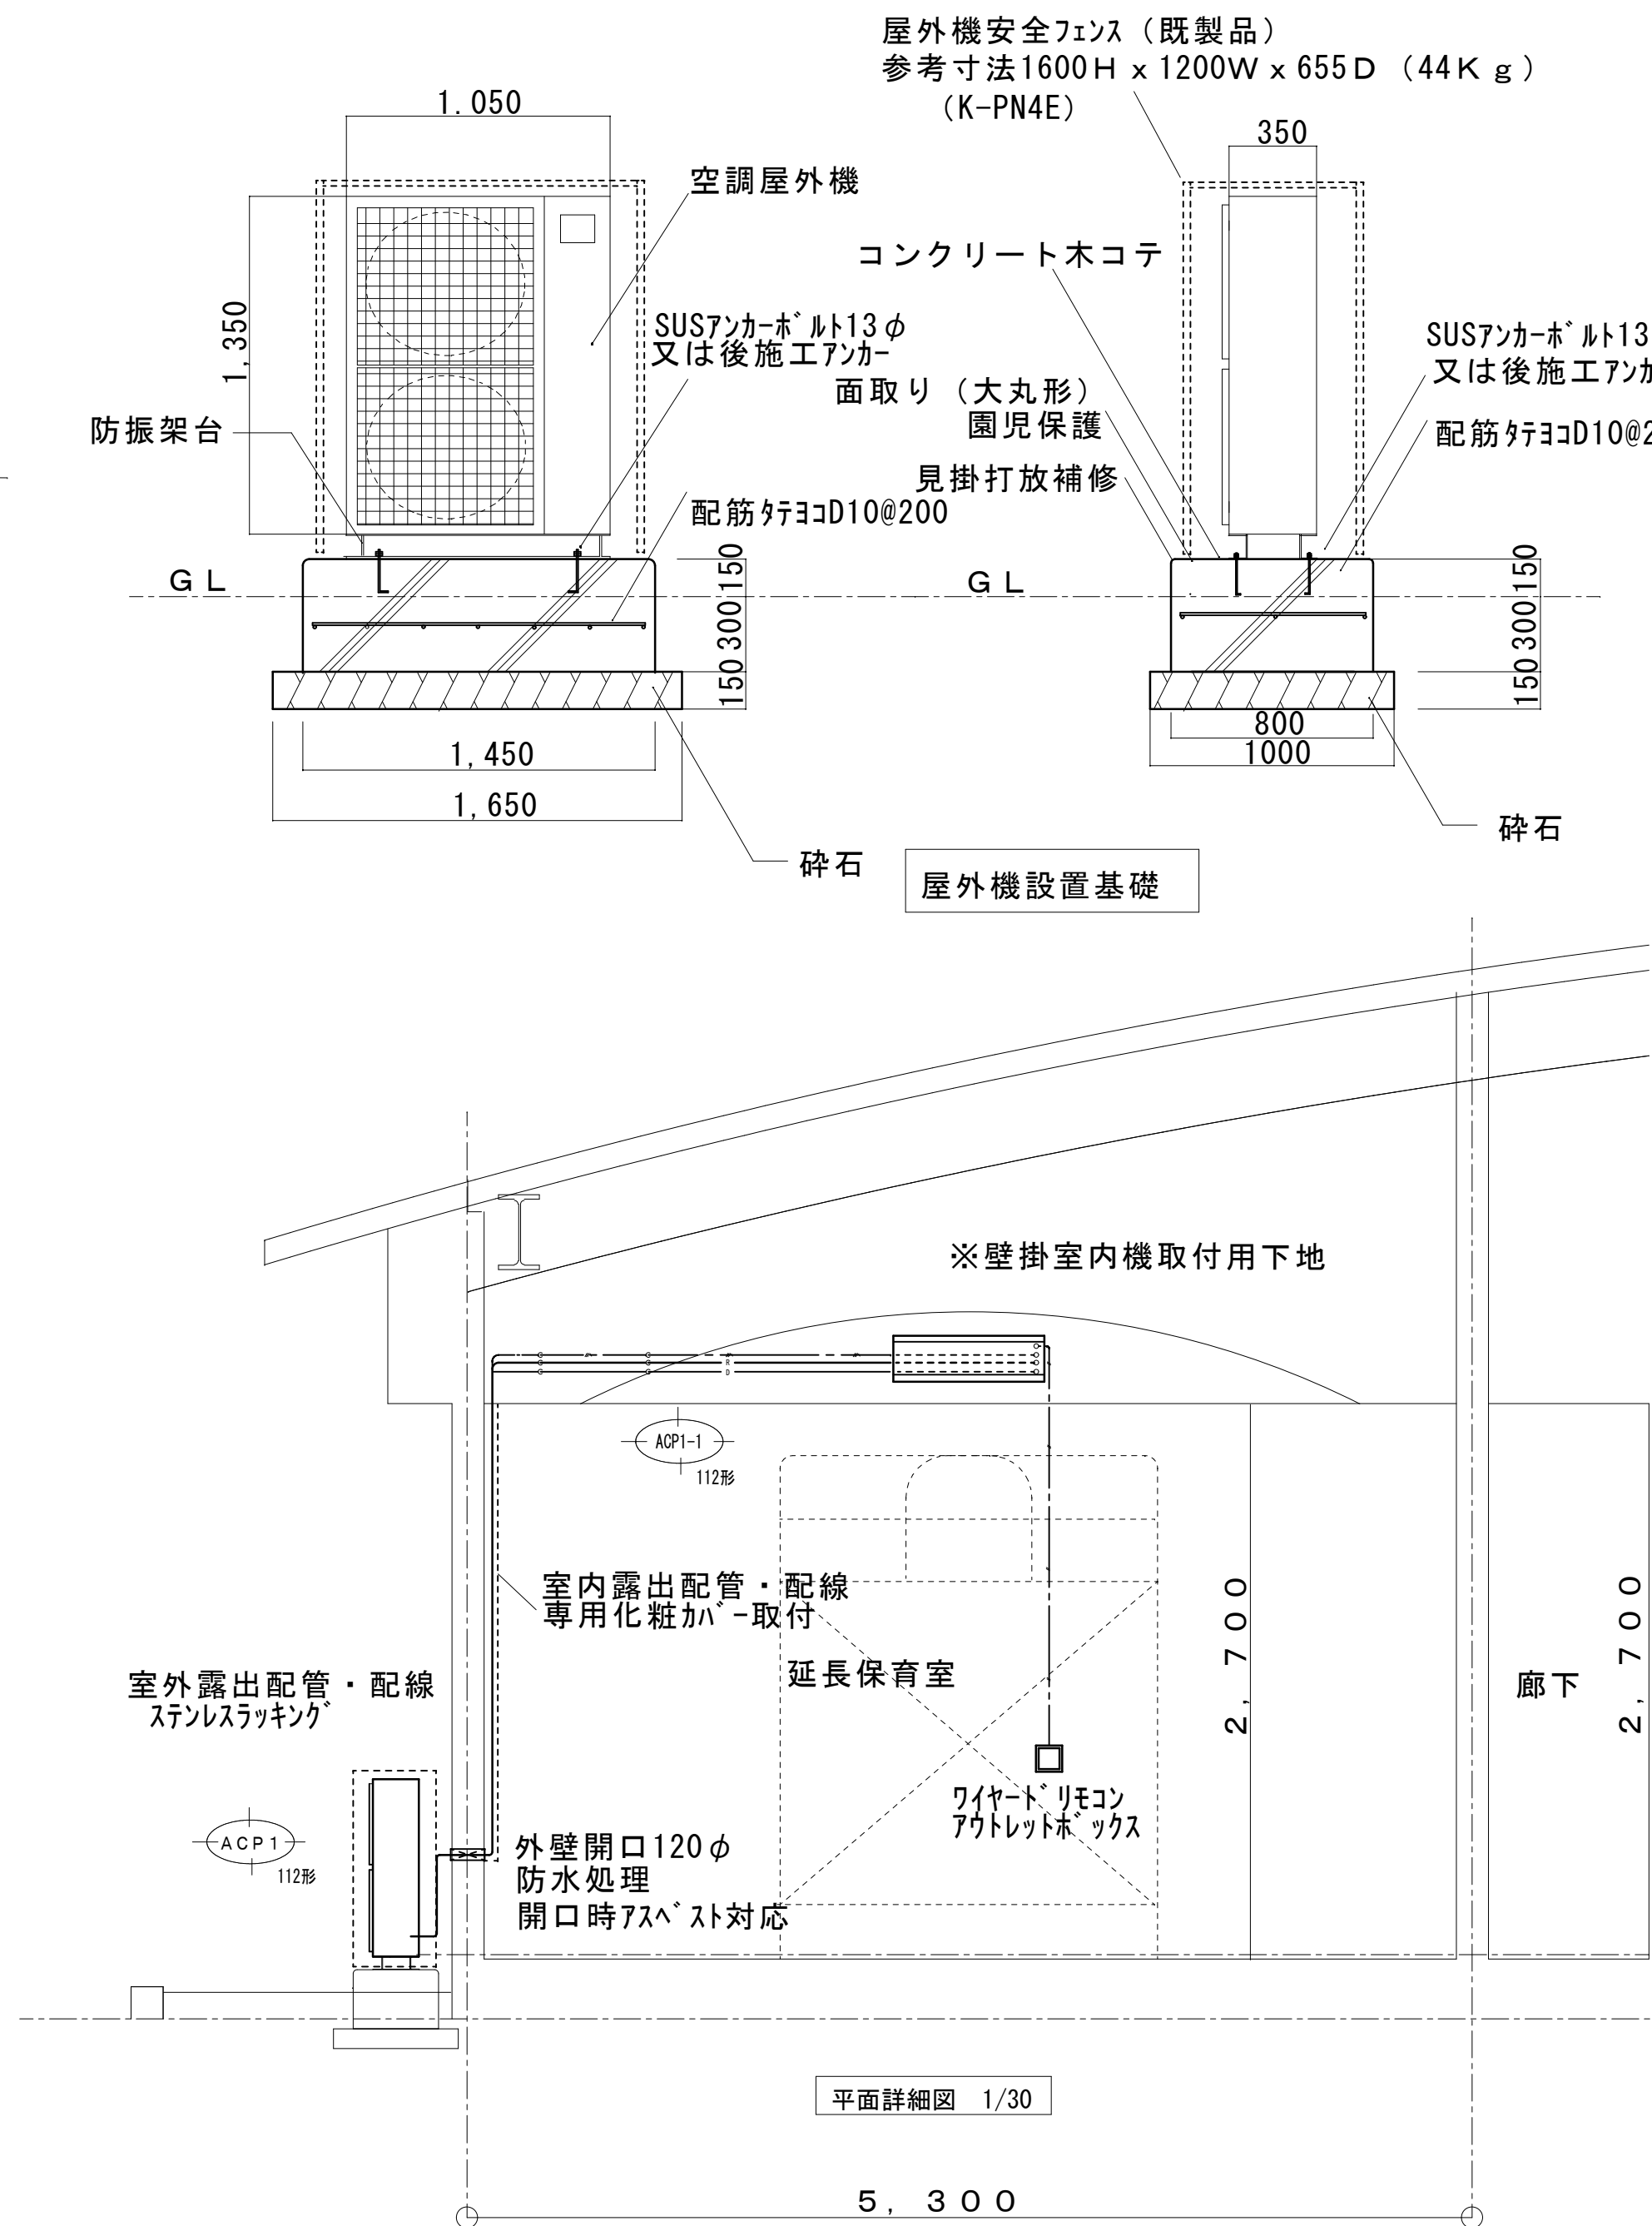 屋外機安全ﾌｪﾝｽ（既製品）
参考寸法1600H x 1200W x 655D （44Kg）
（K-PN4E）
1.050
350
空調屋外機
コンクリート木コテ
1,350
SUSｱﾝｶｰﾎﾞﾙﾄ13φ
又は後施工ｱﾝｶｰ
SUSｱﾝｶｰﾎﾞﾙﾄ13
又は後施工ｱﾝｶ
面取り（大丸形）
園児保護
防振架台
配筋ﾀﾃﾖｺD10@2
見掛打放補修
配筋ﾀﾃﾖｺD10@200
GL
GL
150
300
150
150
300
150
1,450
1,650
800
1000
砕石
砕石
屋外機設置基礎
※壁掛室内機取付用下地
ACP1-1
112形
室内露出配管・配線
専用化粧ｶﾊﾞｰ取付
延長保育室
2,700
2,700
廊下
室外露出配管・配線
ｽﾃﾝﾚｽﾗｯｷﾝｸﾞ
ﾜｲﾔｰﾄﾞﾘﾓｺﾝ
ｱｳﾄﾚｯﾄﾎﾞｯｸｽ
ACP1
112形
外壁開口120φ
防水処理
開口時ｱｽﾍﾞｽﾄ対応
平面詳細図　1/30
5,300